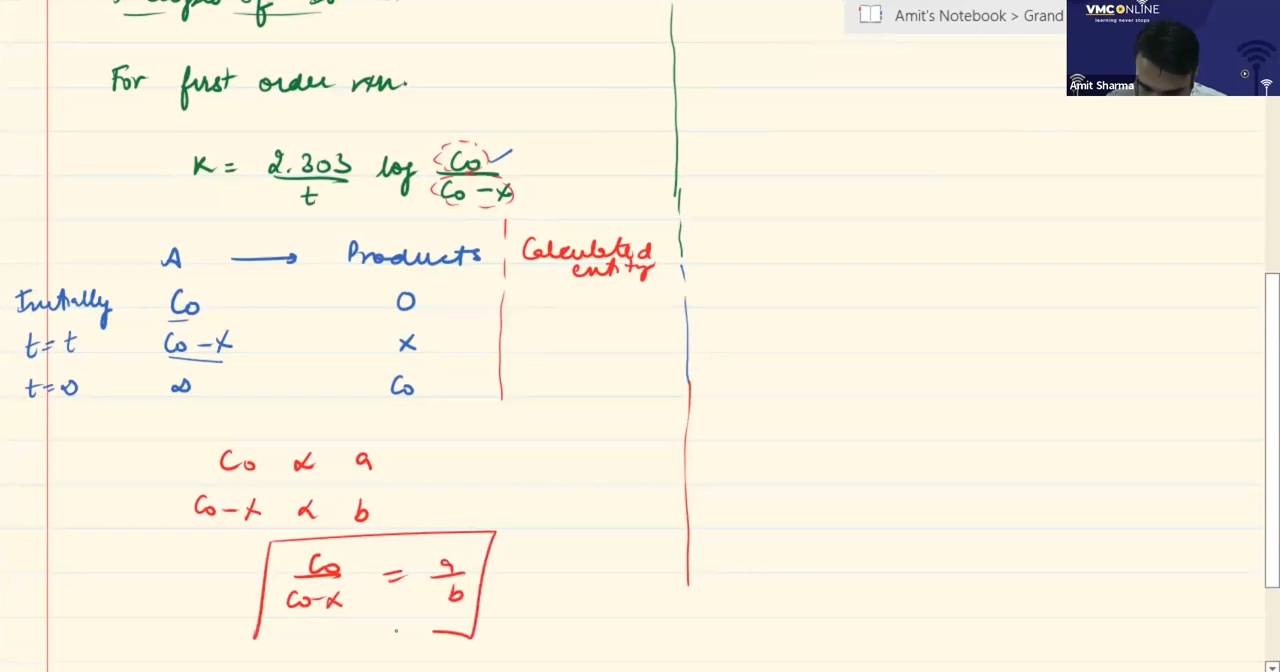 Amit's Notebook > Grand
VMC ONLINE
learning never stops
Amit Sharma
of
For first order rxn.
K = 2.303 / t log Co / Co - x
A ⟶ Products Calculated entity
Initially Co 0
t = t Co - x x
t = ∞ ∞ Co
Co ∝ a
Co - x ∝ b
Co / Co - x = a / b